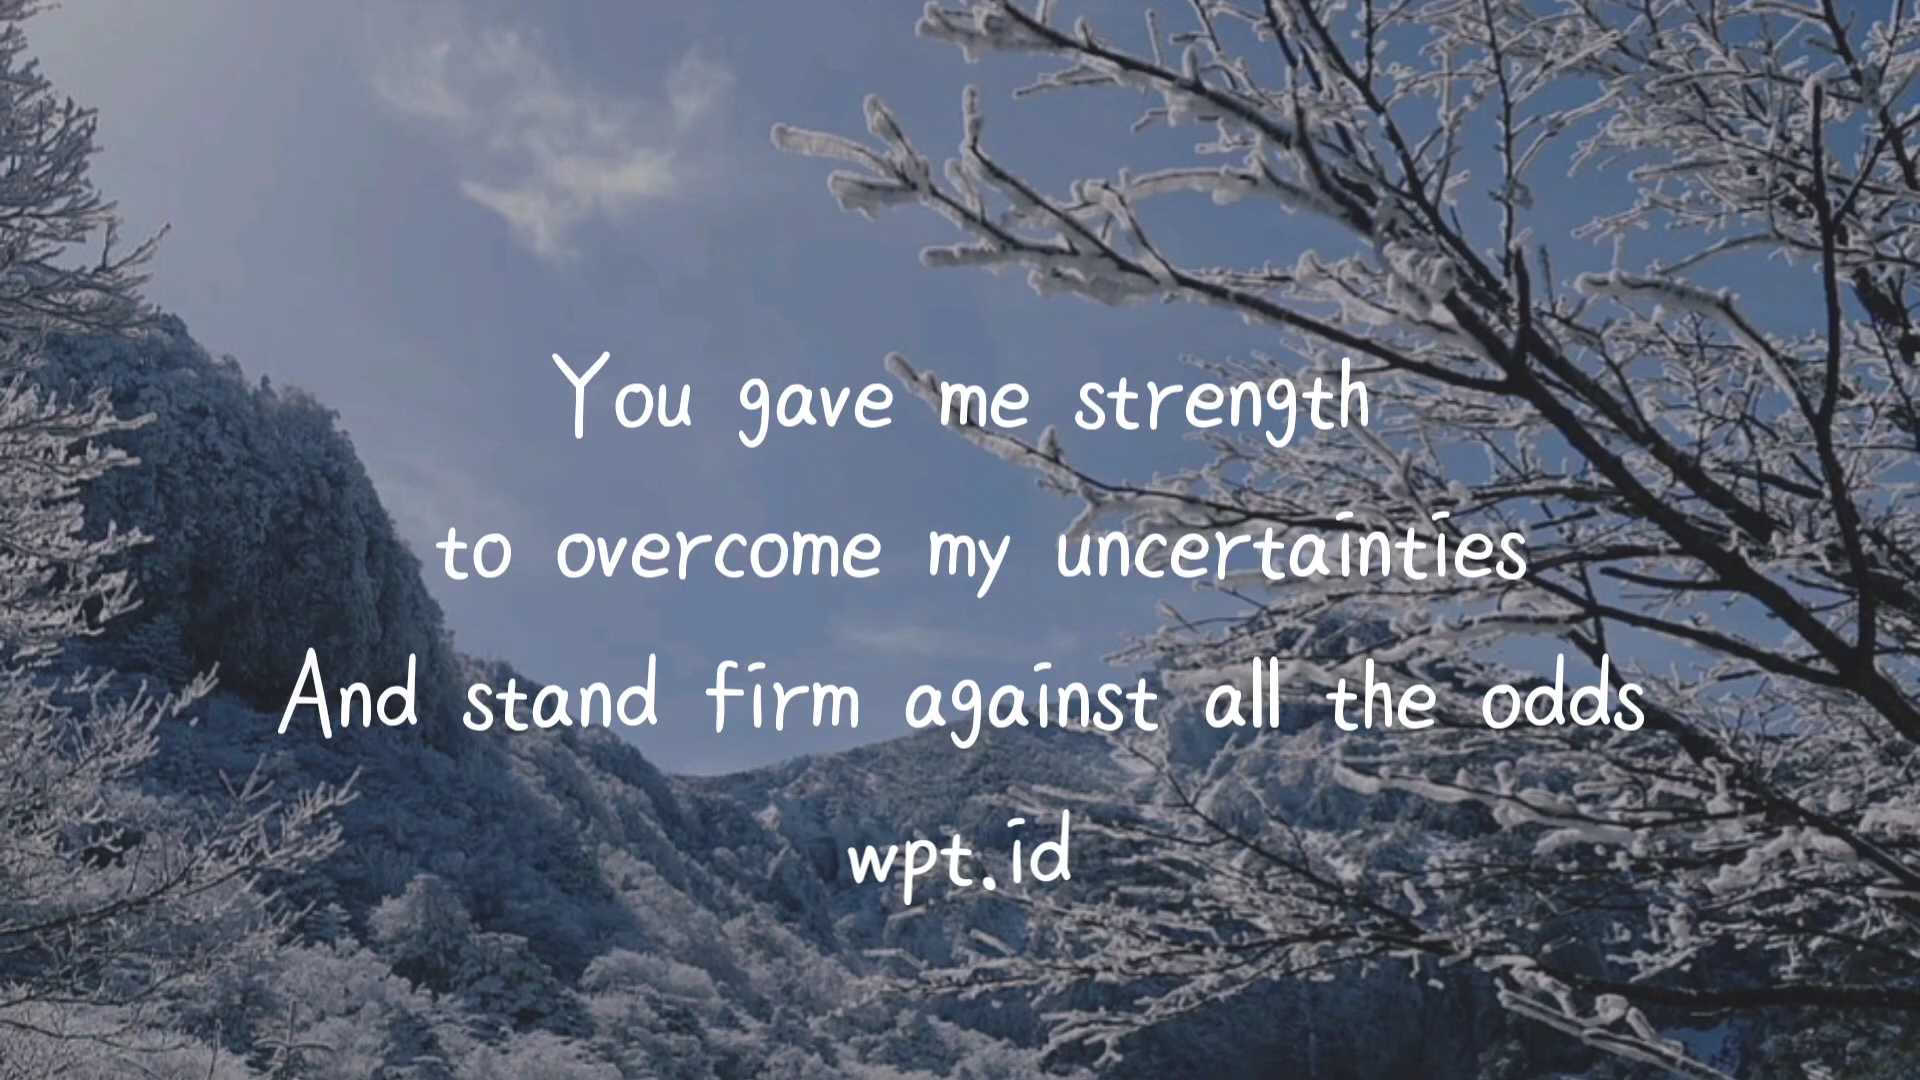 You gave me strength
to overcome my uncertainties
And stand firm against all the odds
wpt.id